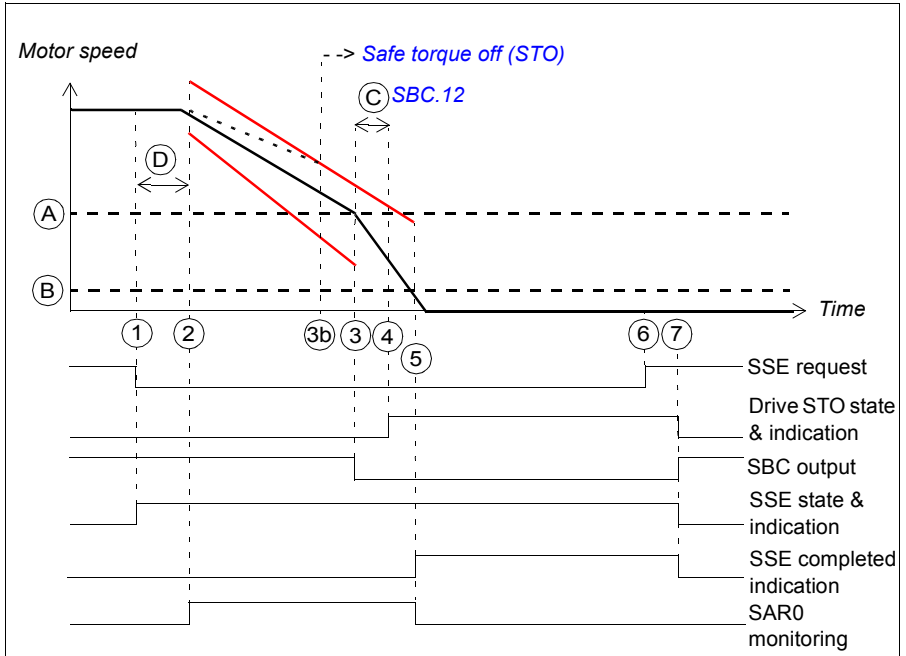 Motor speed
--> Safe torque off (STO)
C SBC.12
D
A
B
Time
1 2 3b 3 4 5 6 7
SSE request
Drive STO state
& indication
SBC output
SSE state &
indication
SSE completed
indication
SAR0
monitoring